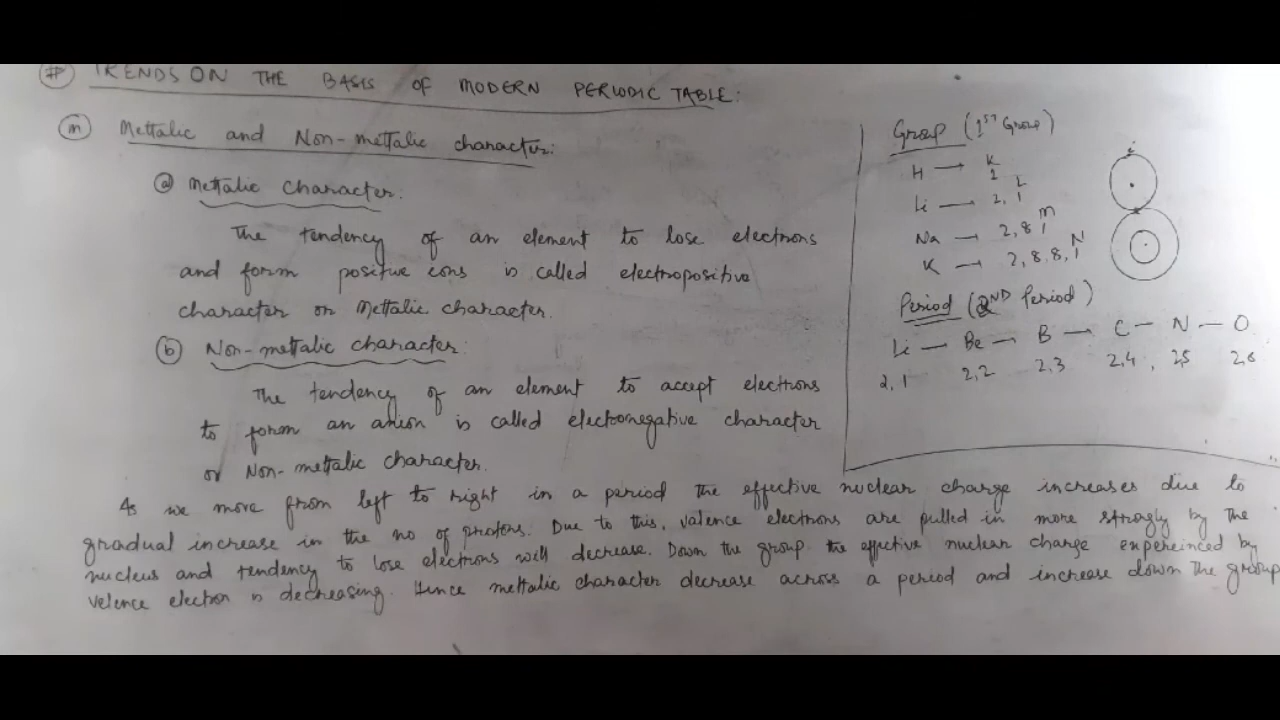 # TRENDS ON THE BASIS OF MODERN PERIODIC TABLE:
m Mettalic and Non-mettalic character:
a Mettalic character.
The tendency of an element to lose electrons
and form positive ions is called electropositive
character or Mettalic character.
b Non-mettalic character:
The tendency of an element to accept electrons
to form an anion is called electronegative character
or Non-mettalic character.
As we move from left to right in a period the effective nuclear charge increases due to
gradual increase in the no of protons. Due to this, valence electrons are pulled in more strongly by the
nucleus and tendency to lose electrons will decrease. Down the group the effective nuclear charge expereinced by
velence electron is decreasing. Hence mettalic character decrease across a period and increase down the group
Group (1ST Group)
K
H → 1
L
Li — 2, 1
M
Na — 2, 8, 1
N
K — 2, 8, 8, 1
Period (2ND Period)
Li — Be — B — C — N — O
2,1 2,2 2,3 2,4, 2,5 2,6